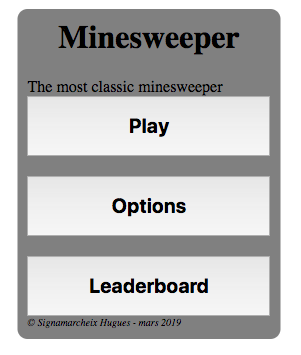 Minesweeper
The most classic minesweeper
Play
Options
Leaderboard
© Signamarcheix Hugues - mars 2019